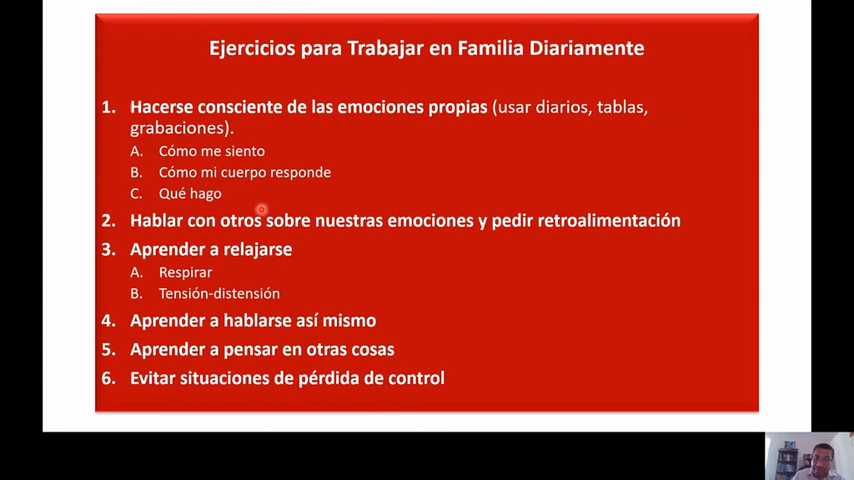 Ejercicios para Trabajar en Familia Diariamente
1. Hacerse consciente de las emociones propias (usar diarios, tablas,
grabaciones).
A. Cómo me siento
B. Cómo mi cuerpo responde
C. Qué hago
2. Hablar con otros sobre nuestras emociones y pedir retroalimentación
3. Aprender a relajarse
A. Respirar
B. Tensión-distensión
4. Aprender a hablarse así mismo
5. Aprender a pensar en otras cosas
6. Evitar situaciones de pérdida de control